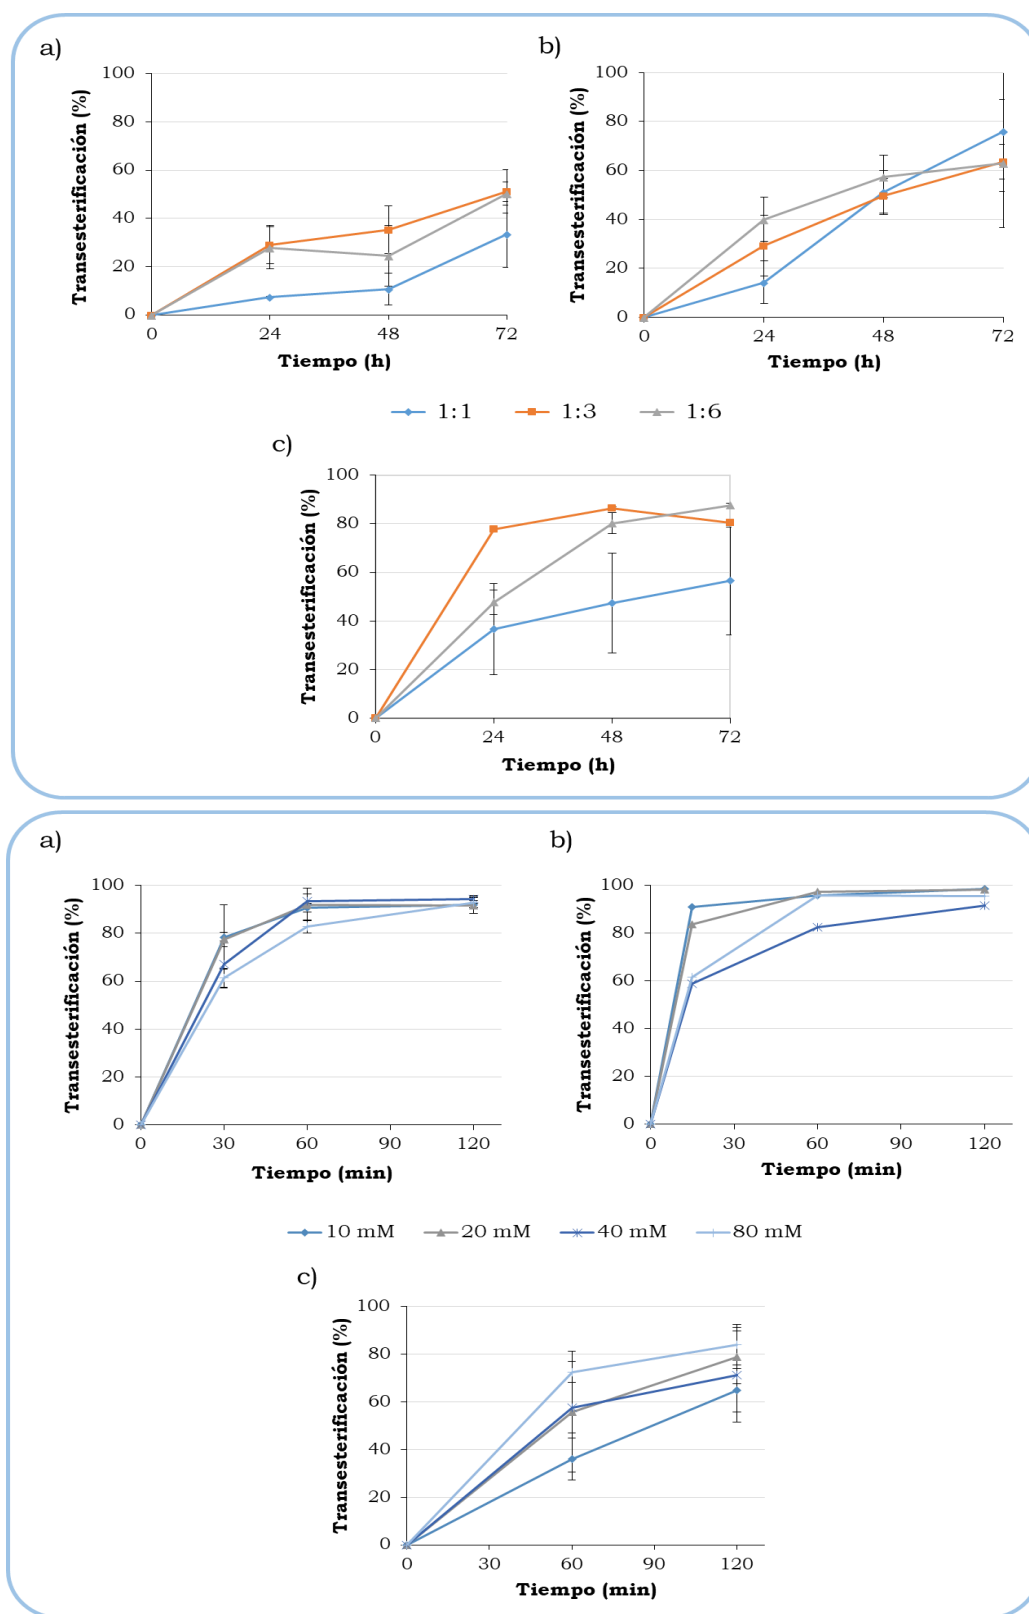 a)
100
80
60
40
20
0
Transesterificación (%)
0 24 48 72
Tiempo (h)
b)
100
80
60
40
20
0
Transesterificación (%)
0 24 48 72
Tiempo (h)
1:1 1:3 1:6
c)
100
80
60
40
20
0
Transesterificación (%)
0 24 48 72
Tiempo (h)
a)
100
80
60
40
20
0
Transesterificación (%)
0 30 60 90 120
Tiempo (min)
b)
100
80
60
40
20
0
Transesterificación (%)
0 30 60 90 120
Tiempo (min)
10 mM 20 mM 40 mM 80 mM
c)
100
80
60
40
20
0
Transesterificación (%)
0 30 60 90 120
Tiempo (min)